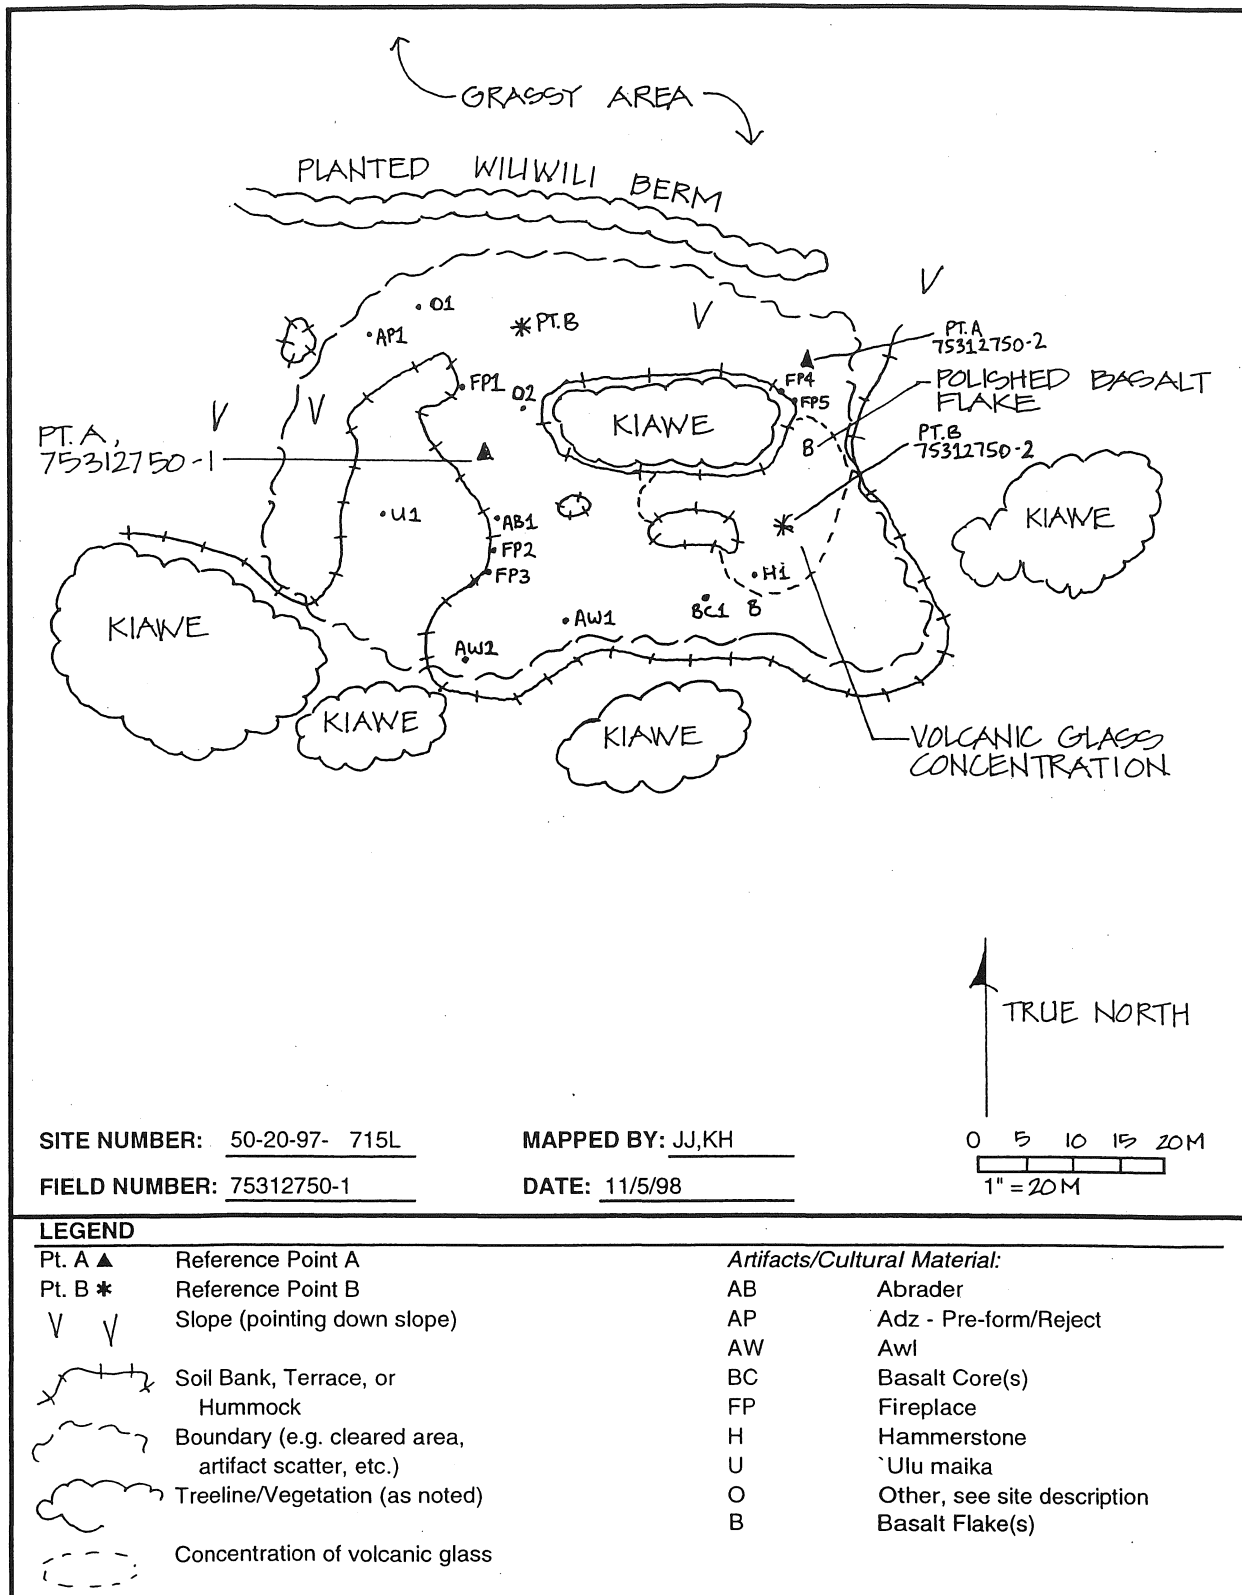 GRASSY AREA
PLANTED WILIWILI BERM
V
O1
AP1
PT.B
V
PT.A
75312750-2
FP4
FP1
POLISHED BASALT
FLAKE
O2
FP5
KIAWE
V
V
PT.A,
75312750-1
B
PT.B
75312750-2
U1
AB1
KIAWE
FP2
FP3
H1
KIAWE
BC1
B
AW1
AW2
KIAWE
KIAWE
VOLCANIC GLASS
CONCENTRATION
TRUE NORTH
0 5 10 15 20M
1" = 20M
SITE NUMBER: 50-20-97- 715L
MAPPED BY: JJ,KH
FIELD NUMBER: 75312750-1
DATE: 11/5/98
LEGEND
Pt. A ▲ Reference Point A
Pt. B * Reference Point B
V V Slope (pointing down slope)
Soil Bank, Terrace, or
Hummock
Boundary (e.g. cleared area,
artifact scatter, etc.)
Treeline/Vegetation (as noted)
Concentration of volcanic glass
Artifacts/Cultural Material:
AB Abrader
AP Adz - Pre-form/Reject
AW Awl
BC Basalt Core(s)
FP Fireplace
H Hammerstone
U `Ulu maika
O Other, see site description
B Basalt Flake(s)